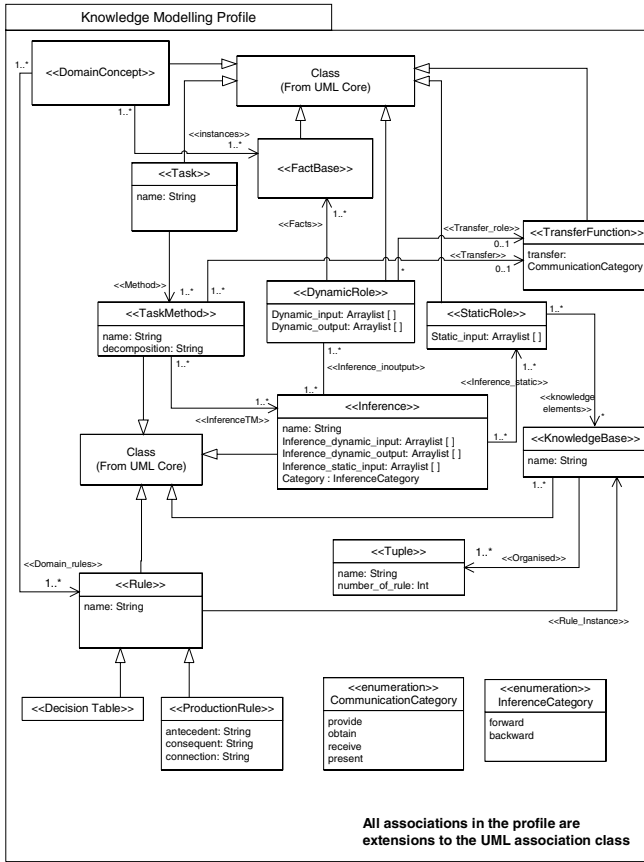 Knowledge Modelling Profile
1..*
<<DomainConcept>>
Class
(From UML Core)
1..*
<<instances>>
1..*
<<FactBase>>
<<Task>>
name: String
1..*
<<Facts>>
<<Transfer_role>>
0..1
<<TransferFunction>>
transfer:
CommunicationCategory
<<Transfer>>
0..1
*
<<Method>>
1..*
1..*
<<DynamicRole>>
Dynamic_input: Arraylist [ ]
Dynamic_output: Arraylist [ ]
<<StaticRole>>
Static_input: Arraylist [ ]
1..*
<<TaskMethod>>
name: String
decomposition: String
1..*
<<Inference_inoutput>>
1..*
1..*
<<Inference_static>>
1..*
<<InferenceTM>>
1..*
<<knowledge
elements>>
*
<<Inference>>
name: String
Inference_dynamic_input: Arraylist [ ]
Inference_dynamic_output: Arraylist [ ]
Inference_static_input: Arraylist [ ]
Category : InferenceCategory
Class
(From UML Core)
<<KnowledgeBase>>
name: String
1..*
<<Tuple>>
name: String
number_of_rule: Int
1..*
<<Organised>>
<<Domain_rules>>
1..*
<<Rule>>
name: String
<<Rule_Instance>>
<<Decision Table>>
<<ProductionRule>>
antecedent: String
consequent: String
connection: String
<<enumeration>>
CommunicationCategory
provide
obtain
receive
present
<<enumeration>>
InferenceCategory
forward
backward
All associations in the profile are
extensions to the UML association class